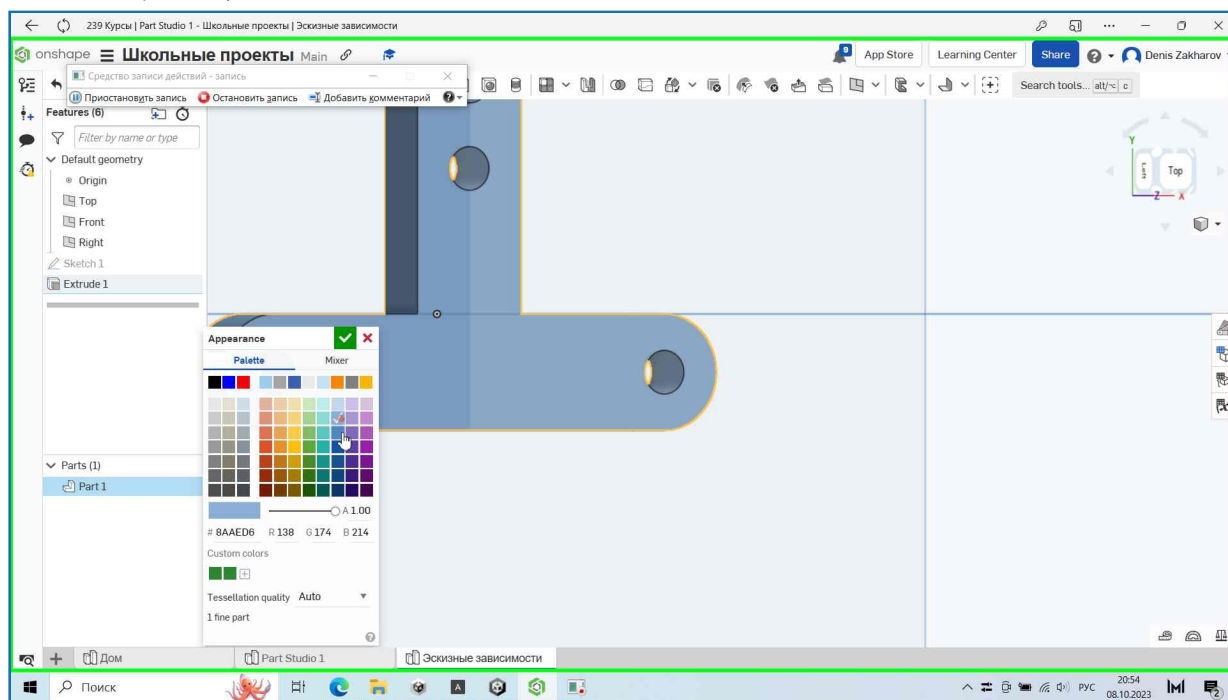 239 Курсы | Part Studio 1 - Школьные проекты | Эскизные зависимости
onshape Школьные проекты Main
9 App Store Learning Center Share Denis Zakharov
Средство записи действий - запись
Приостановить запись Остановить запись Добавить комментарий
Search tools... alt/⌥ c
Features (6)
Filter by name or type
Default geometry
Origin
Top
Front
Right
Sketch 1
Extrude 1
Y
Left
Top
Z
X
Appearance
Palette Mixer
A 1.00
# 8AAED6 R 138 G 174 B 214
Custom colors
Tessellation quality Auto
1 fine part
Parts (1)
Part 1
Дом Part Studio 1 Эскизные зависимости
Поиск
A
РУС
20:54
08.10.2023
2